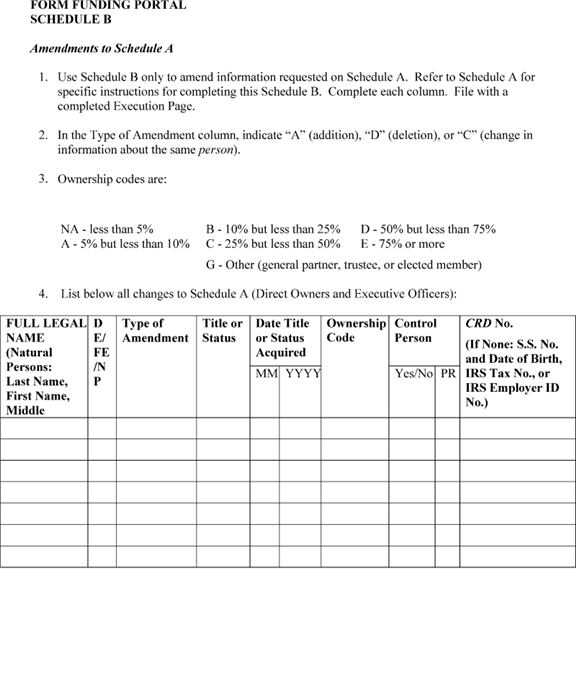 FORM FUNDING PORTAL
SCHEDULE B
Amendments to Schedule A
1. Use Schedule B only to amend information requested on Schedule A. Refer to Schedule A for
specific instructions for completing this Schedule B. Complete each column. File with a
completed Execution Page.
2. In the Type of Amendment column, indicate “A” (addition), “D” (deletion), or “C” (change in
information about the same person).
3. Ownership codes are:
NA - less than 5% B - 10% but less than 25% D - 50% but less than 75%
A - 5% but less than 10% C - 25% but less than 50% E - 75% or more
G - Other (general partner, trustee, or elected member)
4. List below all changes to Schedule A (Direct Owners and Executive Officers):
FULL LEGAL
NAME
(Natural
Persons:
Last Name,
First Name,
Middle
D
E/
FE
/N
P
Type of
Amendment
Title or
Status
Date Title
or Status
Acquired
MM YYYY
Ownership
Code
Control
Person
Yes/No PR
CRD No.
(If None: S.S. No.
and Date of Birth,
IRS Tax No., or
IRS Employer ID
No.)